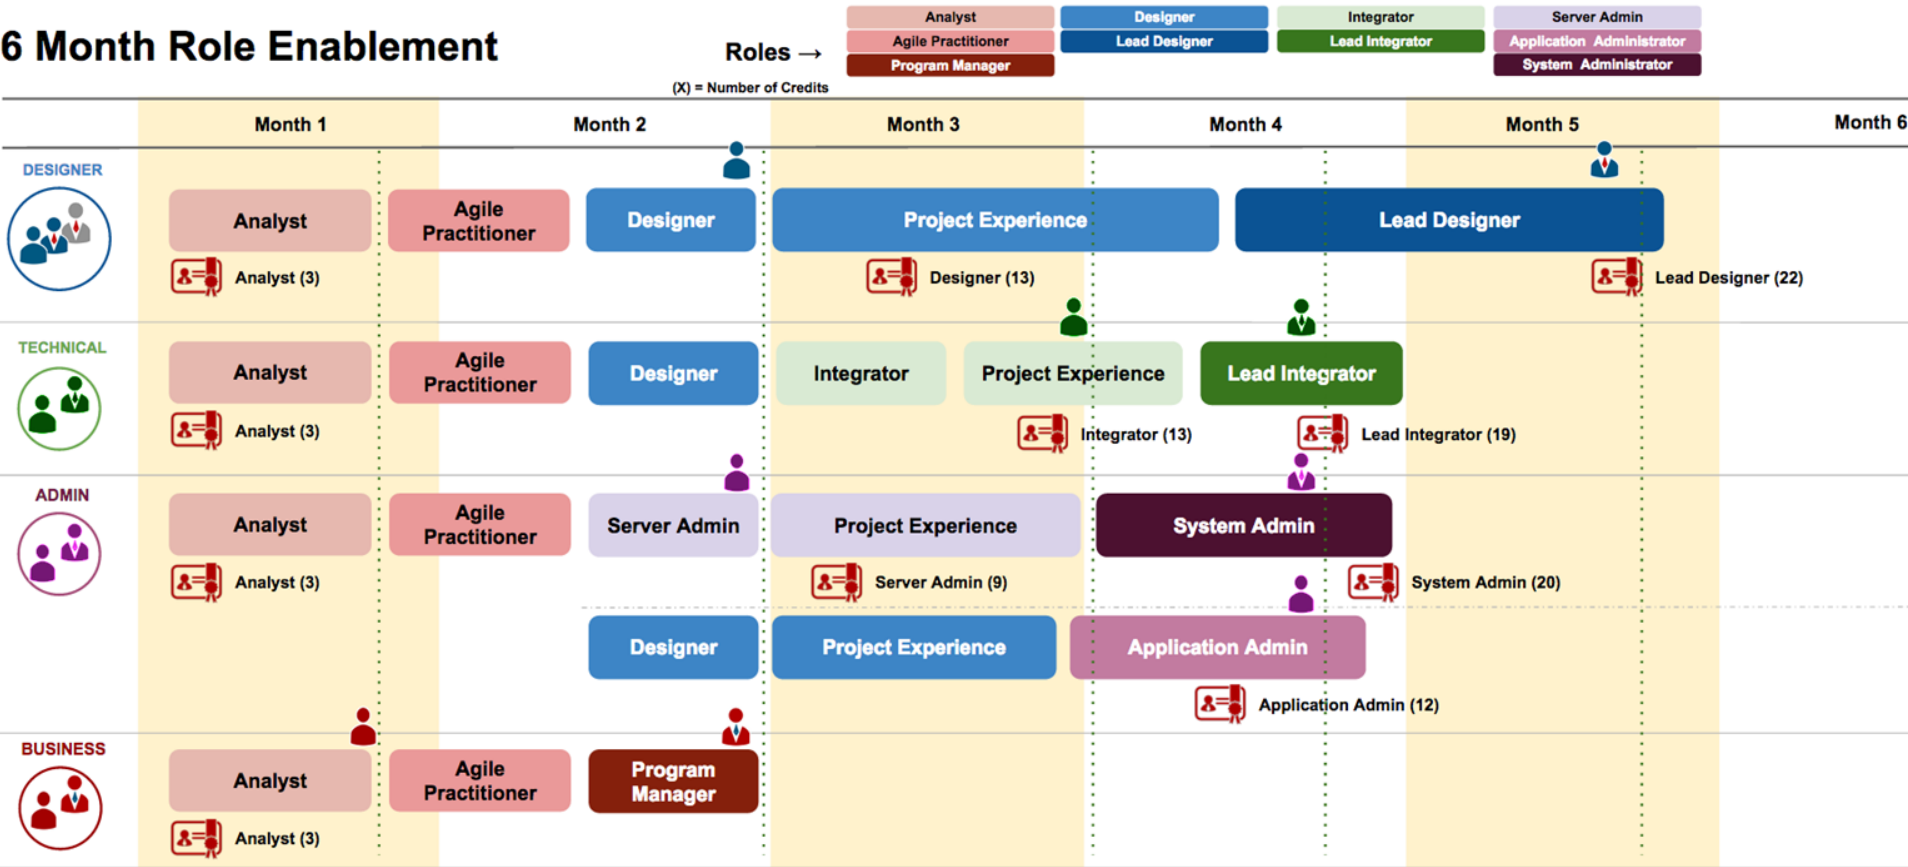 6 Month Role Enablement
Roles →
(X) = Number of Credits
Analyst
Agile Practitioner
Program Manager
Designer
Lead Designer
Integrator
Lead Integrator
Server Admin
Application Administrator
System Administrator
Month 1
Month 2
Month 3
Month 4
Month 5
Month 6
DESIGNER
Analyst
Agile
Practitioner
Designer
Project Experience
Lead Designer
Analyst (3)
Designer (13)
Lead Designer (22)
TECHNICAL
Analyst
Agile
Practitioner
Designer
Integrator
Project Experience
Lead Integrator
Analyst (3)
Integrator (13)
Lead Integrator (19)
ADMIN
Analyst
Agile
Practitioner
Server Admin
Project Experience
System Admin
Analyst (3)
Server Admin (9)
System Admin (20)
Designer
Project Experience
Application Admin
Application Admin (12)
BUSINESS
Analyst
Agile
Practitioner
Program
Manager
Analyst (3)